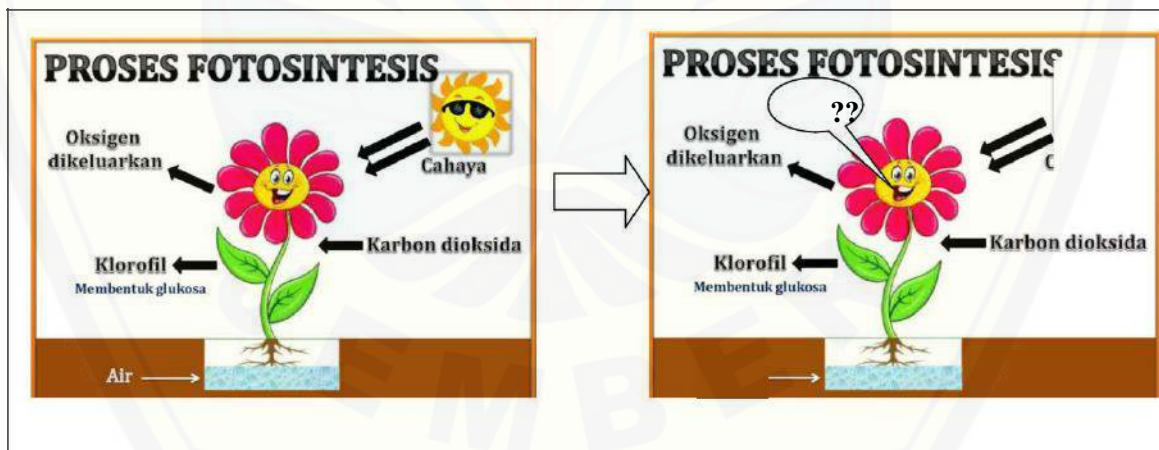 PROSES FOTOSINTESIS
Oksigen
dikeluarkan
Cahaya
Karbon dioksida
Klorofil
Membentuk glukosa
Air
PROSES FOTOSINTESIS
??
Oksigen
dikeluarkan
C
Karbon dioksida
Klorofil
Membentuk glukosa